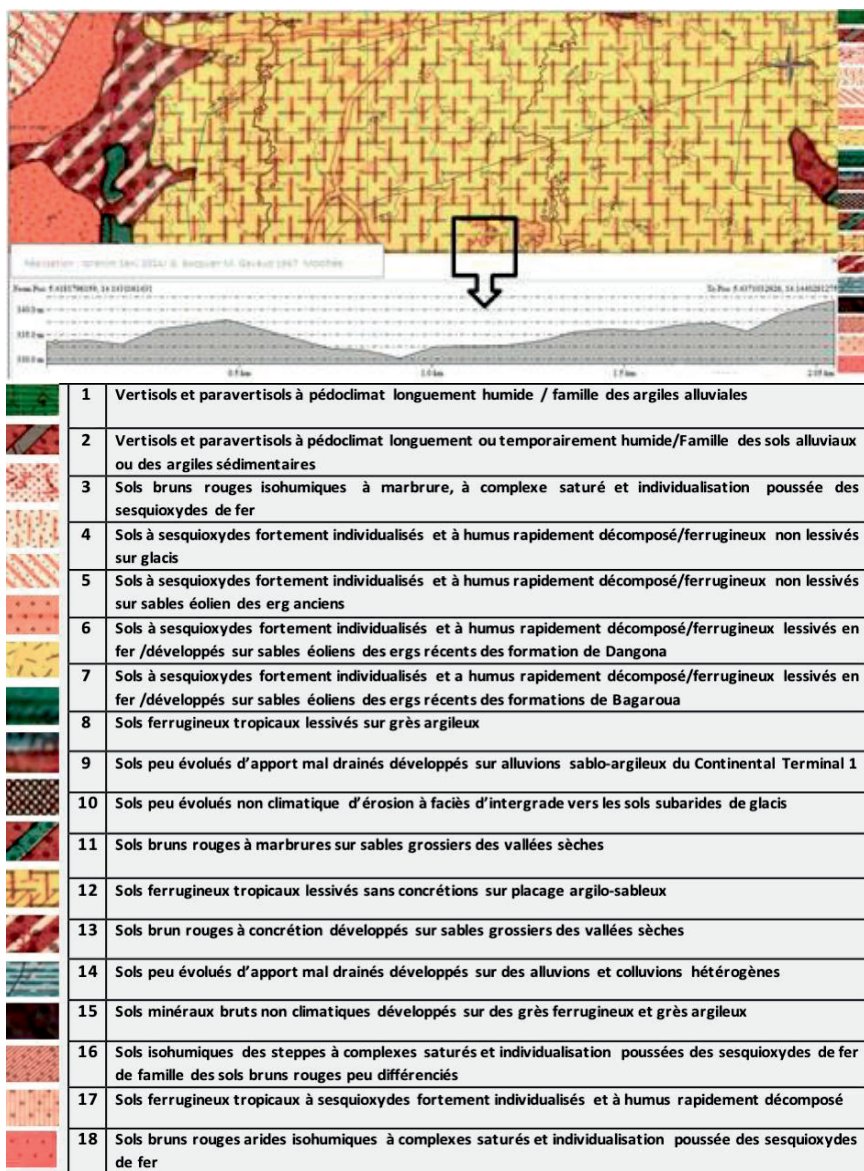 340.0 m
0.5 km
1.0 km
1.5 km
1 Vertisols et paravertisols à pédoclimat longuement humide / famille des argiles alluviales
2 Vertisols et paravertisols à pédoclimat longuement ou temporairement humide/Famille des sols alluviaux
ou des argiles sédimentaires
3 Sols bruns rouges isohumiques à marbrure, à complexe saturé et individualisation poussée des
sesquioxydes de fer
4 Sols à sesquioxydes fortement individualisés et à humus rapidement décomposé/ferrugineux non lessivés
sur glacis
5 Sols à sesquioxydes fortement individualisés et à humus rapidement décomposé/ferrugineux non lessivés
sur sables éolien des erg anciens
6 Sols à sesquioxydes fortement individualisés et à humus rapidement décomposé/ferrugineux lessivés en
fer /développés sur sables éoliens des ergs récents des formation de Dangona
7 Sols à sesquioxydes fortement individualisés et a humus rapidement décomposé/ferrugineux lessivés en
fer /développés sur sables éoliens des ergs récents des formations de Bagaroua
8 Sols ferrugineux tropicaux lessivés sur grès argileux
9 Sols peu évolués d’apport mal drainés développés sur alluvions sablo-argileux du Continental Terminal 1
10 Sols peu évolués non climatique d’érosion à faciès d’intergrade vers les sols subarides de glacis
11 Sols bruns rouges à marbrures sur sables grossiers des vallées sèches
12 Sols ferrugineux tropicaux lessivés sans concrétions sur placage argilo-sableux
13 Sols brun rouges à concrétion développés sur sables grossiers des vallées sèches
14 Sols peu évolués d’apport mal drainés développés sur des alluvions et colluvions hétérogènes
15 Sols minéraux bruts non climatiques développés sur des grès ferrugineux et grès argileux
16 Sols isohumiques des steppes à complexes saturés et individualisation poussées des sesquioxydes de fer
de famille des sols bruns rouges peu différenciés
17 Sols ferrugineux tropicaux à sesquioxydes fortement individualisés et à humus rapidement décomposé
18 Sols bruns rouges arides isohumiques à complexes saturés et individualisation poussée des sesquioxydes
de fer